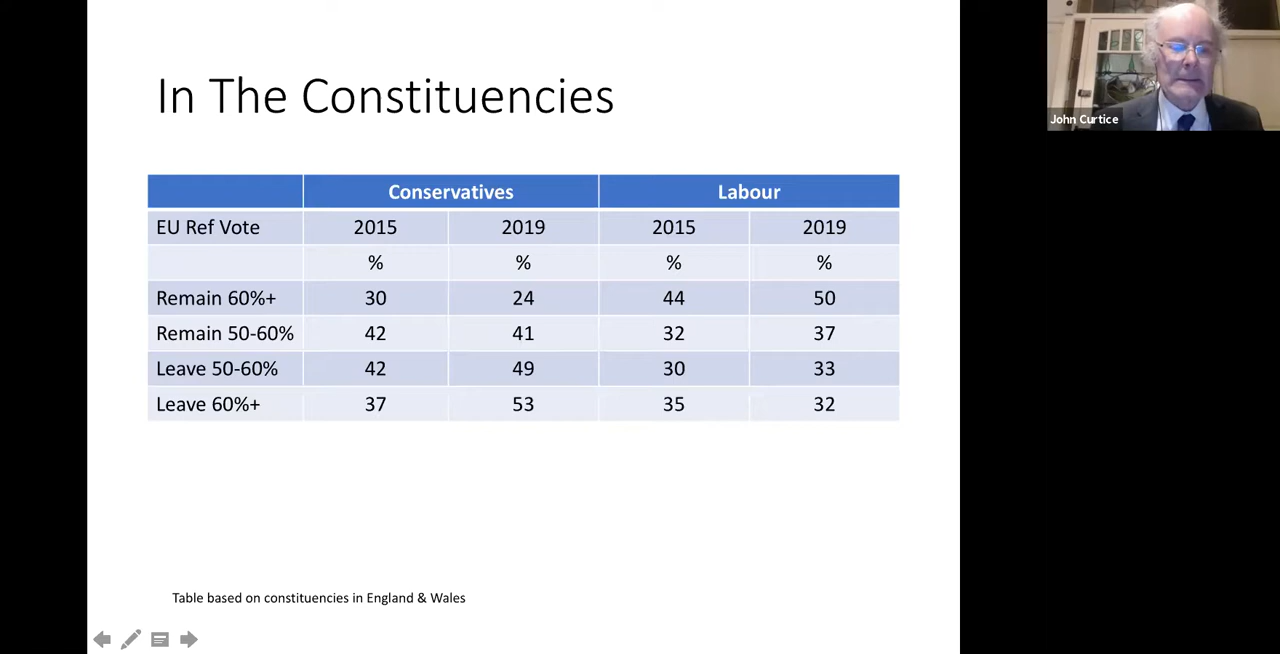 In The Constituencies
Conservatives Labour
EU Ref Vote 2015 2019 2015 2019
% % % %
Remain 60%+ 30 24 44 50
Remain 50-60% 42 41 32 37
Leave 50-60% 42 49 30 33
Leave 60%+ 37 53 35 32
Table based on constituencies in England & Wales
John Curtice